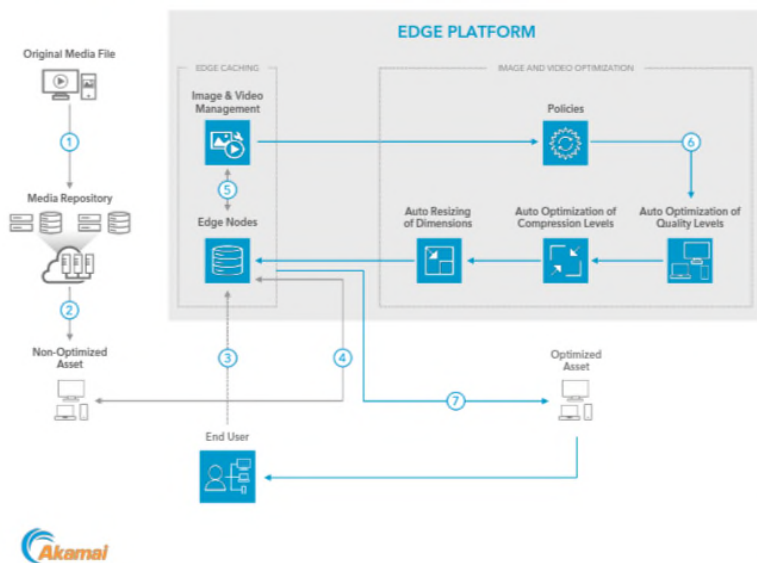 EDGE PLATFORM
Original Media File
EDGE CACHING
IMAGE AND VIDEO OPTIMIZATION
Image & Video
Management
Policies
1
6
5
Media Repository
Edge Nodes
Auto Resizing
of Dimensions
Auto Optimization of
Compression Levels
Auto Optimization of
Quality Levels
2
3
4
Non-Optimized
Asset
Optimized
Asset
7
End User
Akamai